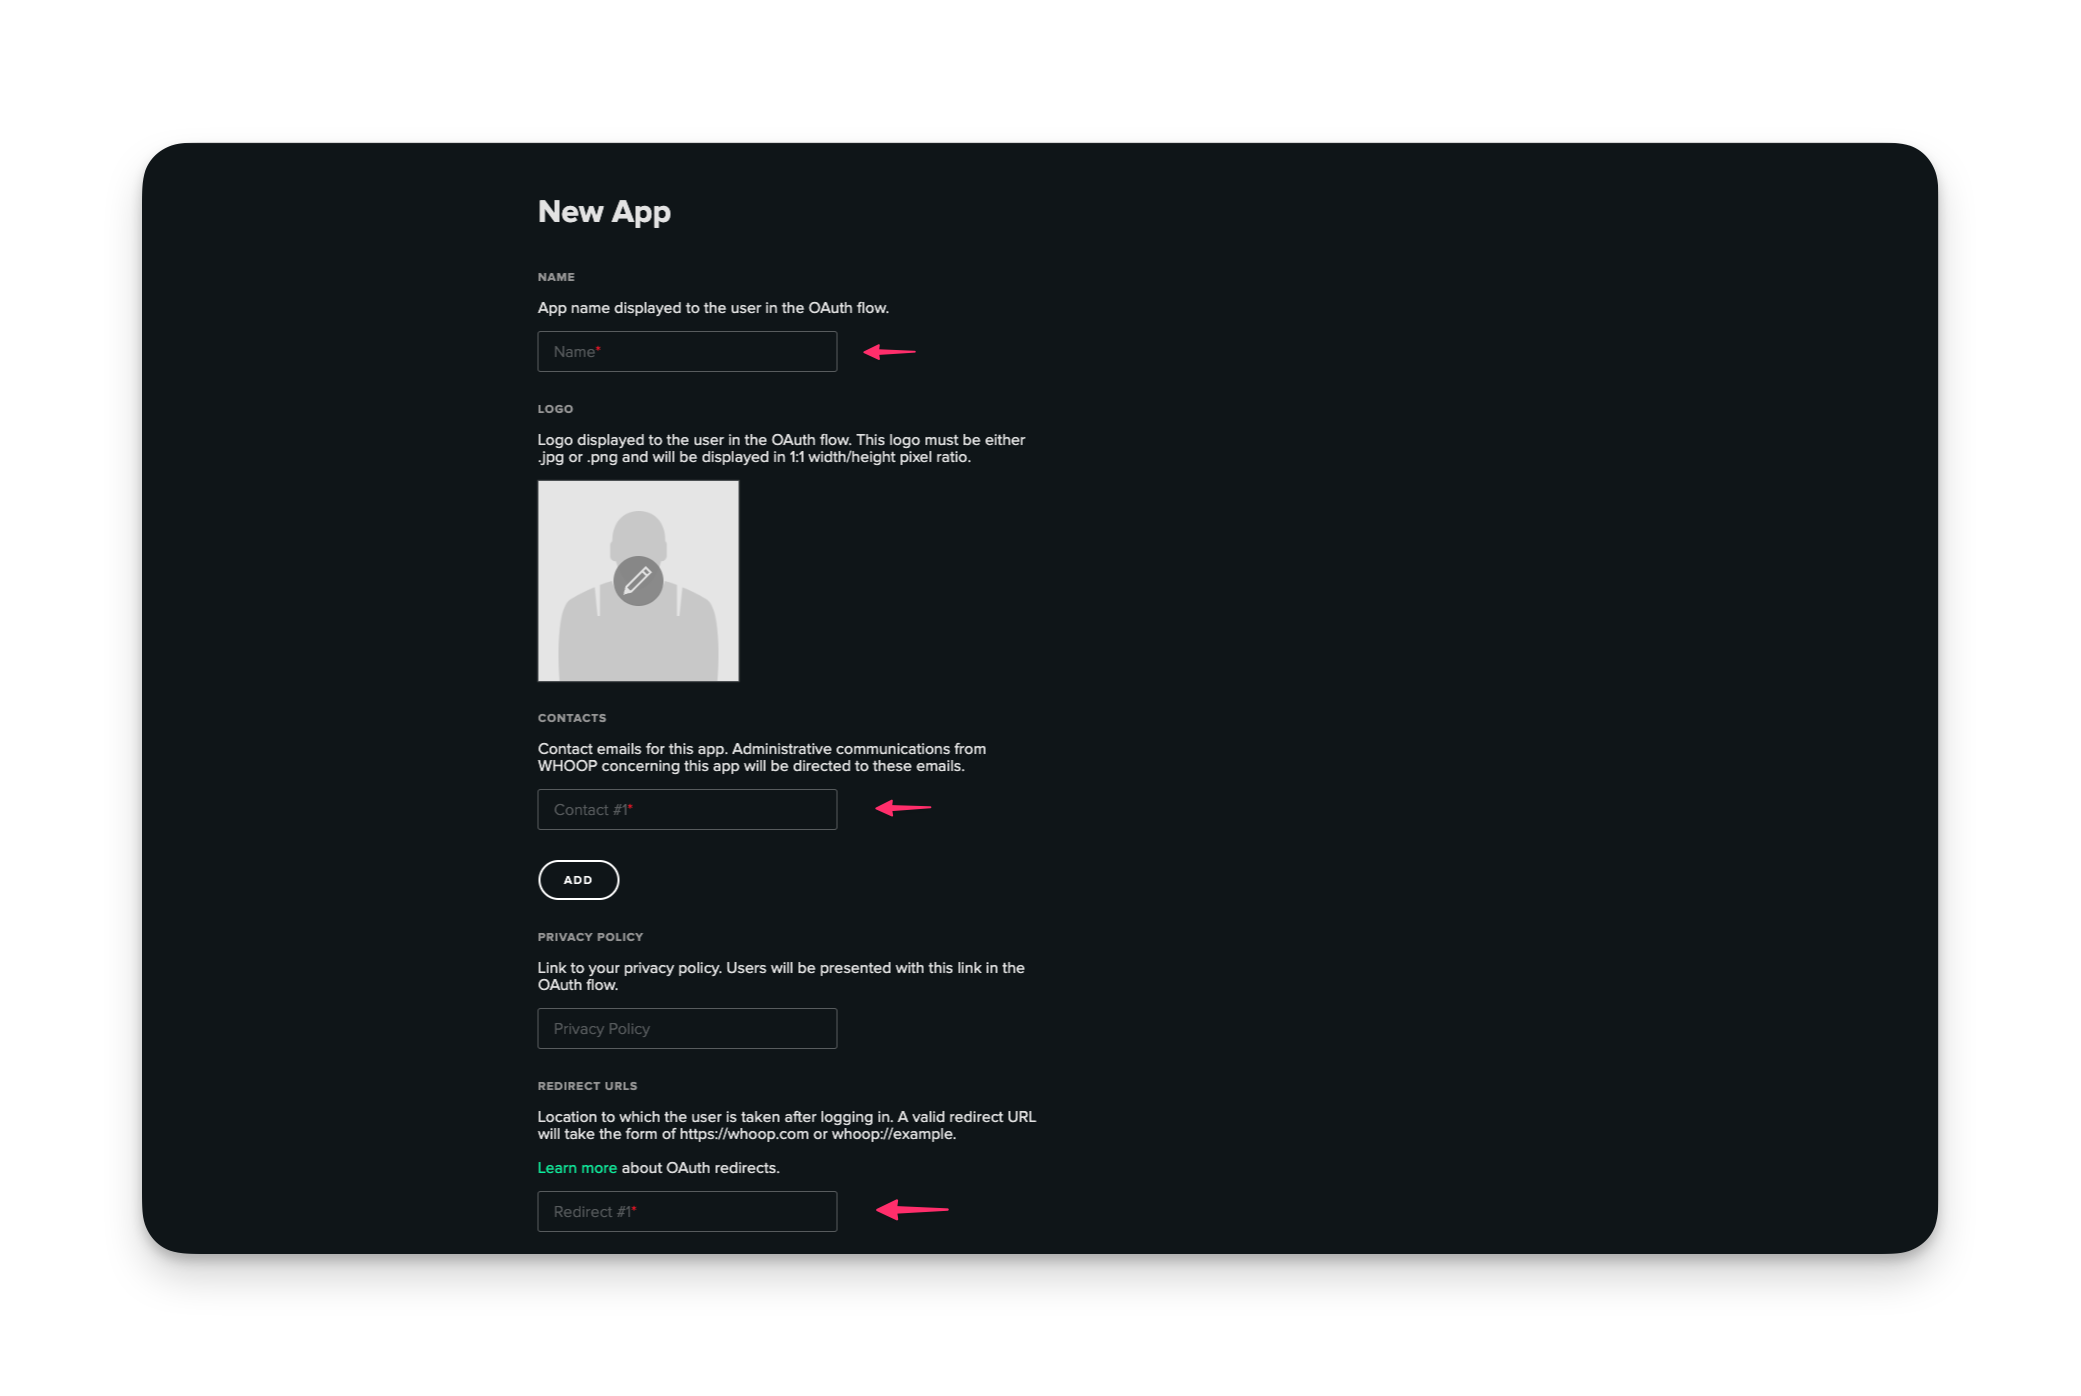 New App
NAME
App name displayed to the user in the OAuth flow.
Name*
LOGO
Logo displayed to the user in the OAuth flow. This logo must be either
.jpg or .png and will be displayed in 1:1 width/height pixel ratio.
CONTACTS
Contact emails for this app. Administrative communications from
WHOOP concerning this app will be directed to these emails.
Contact #1*
ADD
PRIVACY POLICY
Link to your privacy policy. Users will be presented with this link in the
OAuth flow.
Privacy Policy
REDIRECT URLS
Location to which the user is taken after logging in. A valid redirect URL
will take the form of https://whoop.com or whoop://example.
Learn more about OAuth redirects.
Redirect #1*